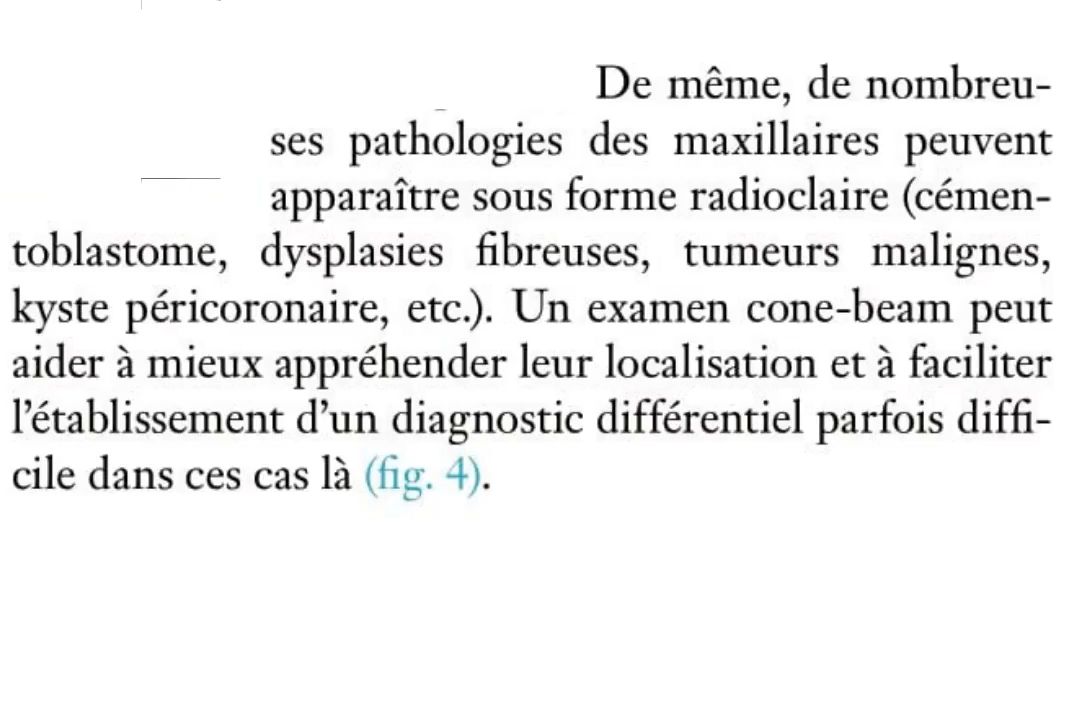 De même, de nombreu-
ses pathologies des maxillaires peuvent
apparaître sous forme radioclaire (cémen-
toblastome, dysplasies fibreuses, tumeurs malignes,
kyste péricoronaire, etc.). Un examen cone-beam peut
aider à mieux appréhender leur localisation et à faciliter
l'établissement d'un diagnostic différentiel parfois diffi-
cile dans ces cas là (fig. 4).